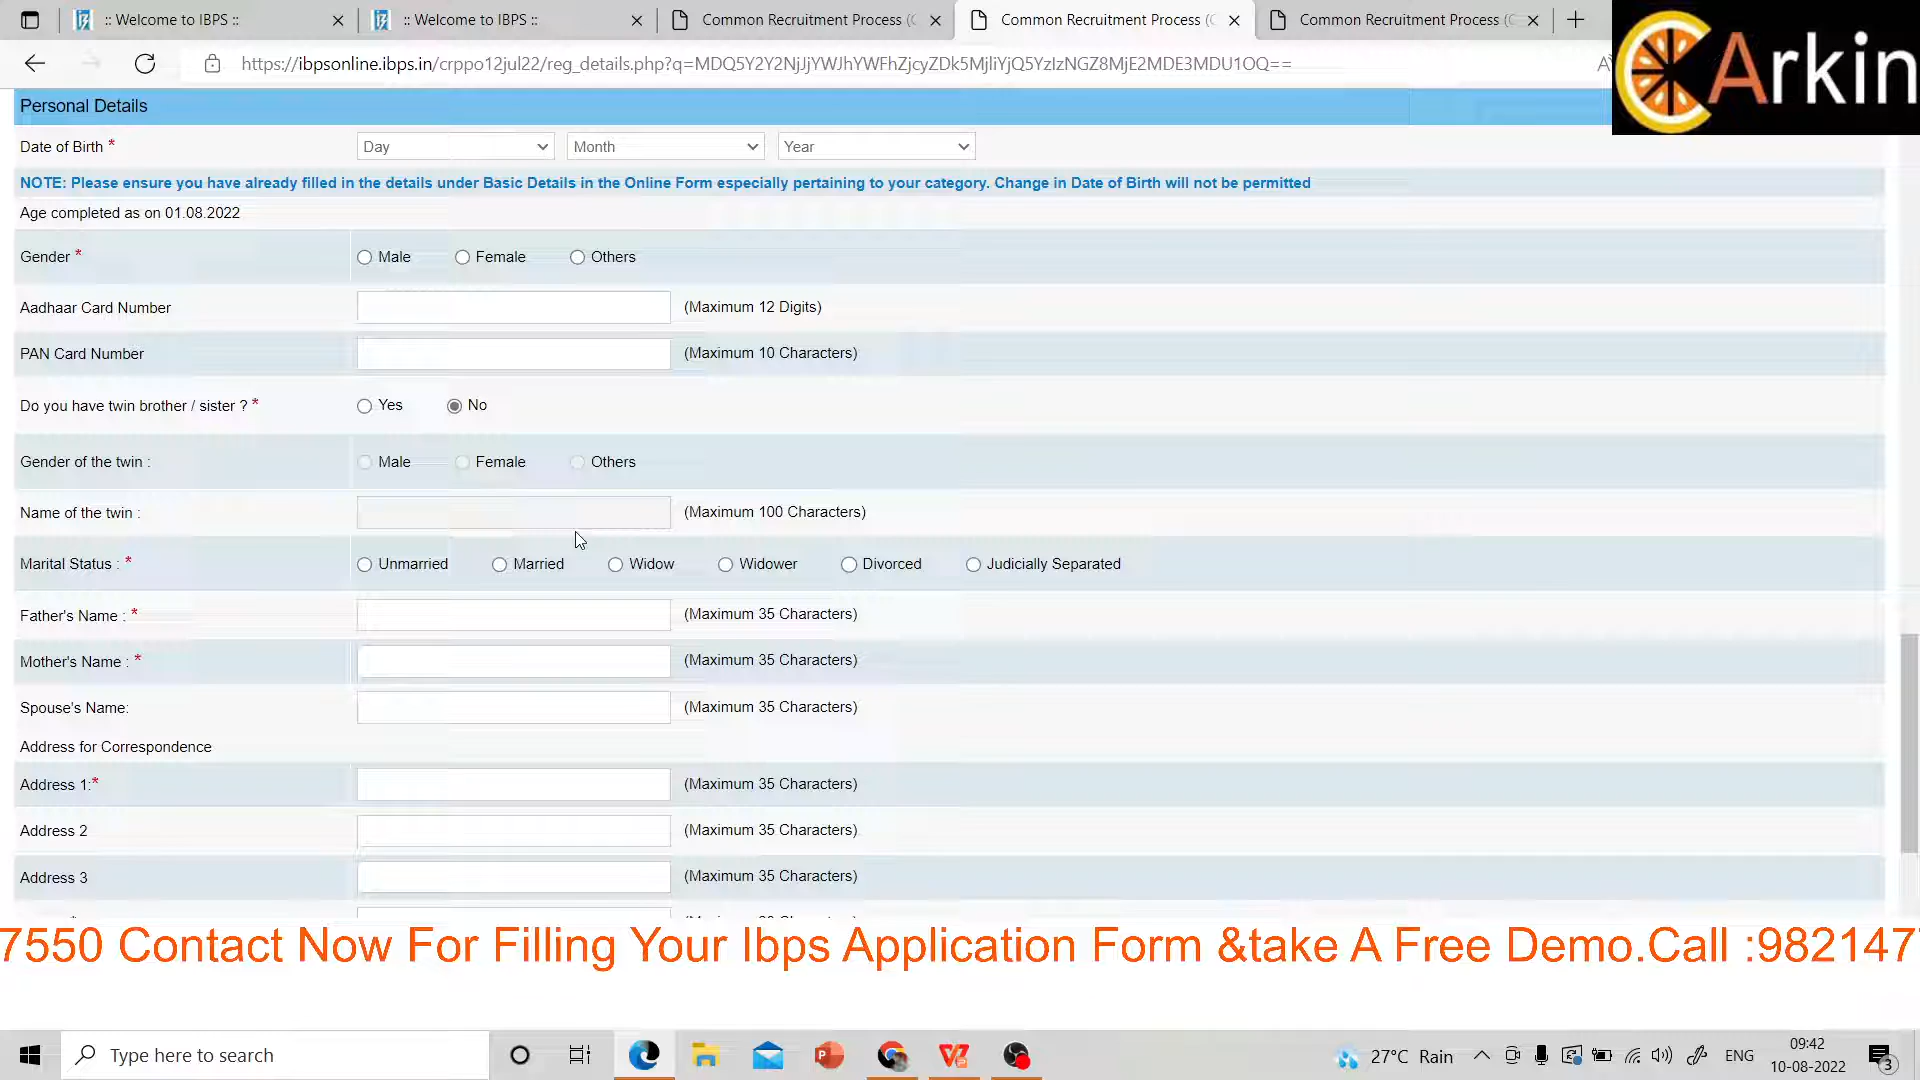 :: Welcome to IBPS ::
:: Welcome to IBPS ::
Common Recruitment Process (
Common Recruitment Process (
Common Recruitment Process (
Arkin
Personal Details
Date of Birth * Day Month Year
NOTE: Please ensure you have already filled in the details under Basic Details in the Online Form especially pertaining to your category. Change in Date of Birth will not be permitted
Age completed as on 01.08.2022
Gender * Male Female Others
Aadhaar Card Number (Maximum 12 Digits)
PAN Card Number (Maximum 10 Characters)
Do you have twin brother / sister ? * Yes No
Gender of the twin : Male Female Others
Name of the twin : (Maximum 100 Characters)
Marital Status : * Unmarried Married Widow Widower Divorced Judicially Separated
Father's Name : * (Maximum 35 Characters)
Mother's Name : * (Maximum 35 Characters)
Spouse's Name: (Maximum 35 Characters)
Address for Correspondence
Address 1:* (Maximum 35 Characters)
Address 2 (Maximum 35 Characters)
Address 3 (Maximum 35 Characters)
7550 Contact Now For Filling Your Ibps Application Form &take A Free Demo.Call :982147
Type here to search
27°C Rain
ENG
09:42
10-08-2022
3